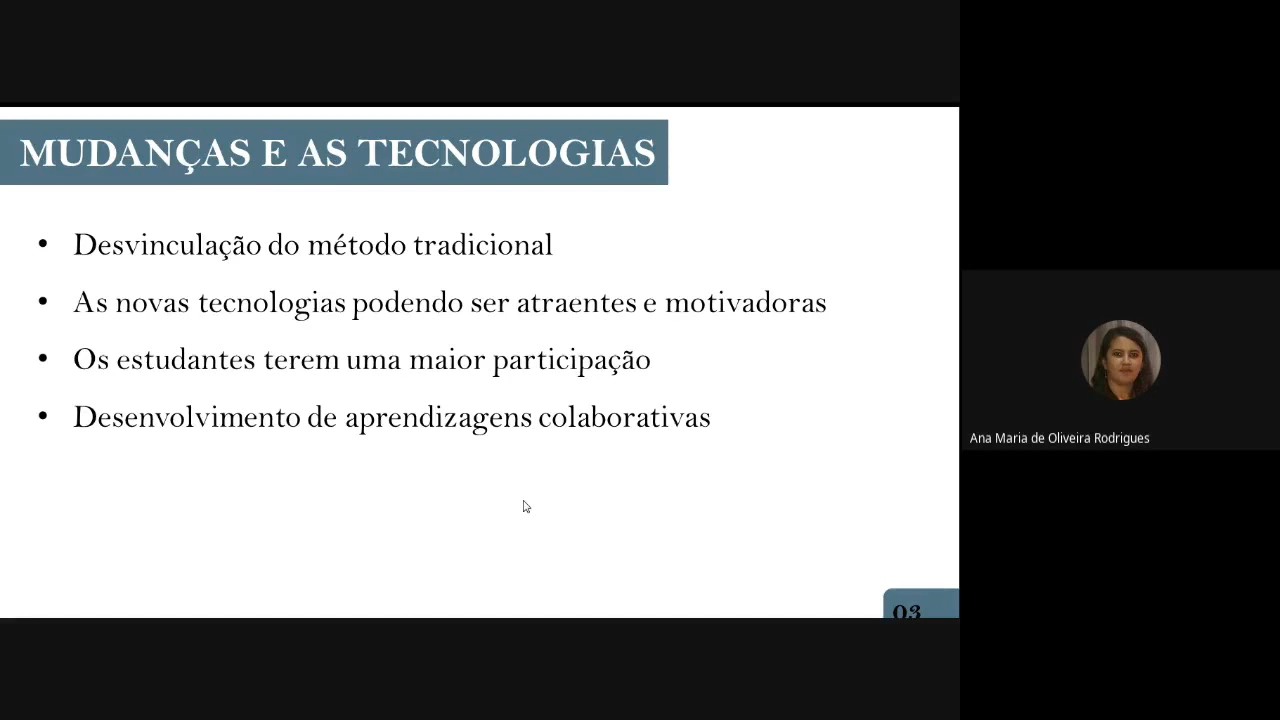 MUDANÇAS E AS TECNOLOGIAS
• Desvinculação do método tradicional
• As novas tecnologias podendo ser atraentes e motivadoras
• Os estudantes terem uma maior participação
• Desenvolvimento de aprendizagens colaborativas
03
Ana Maria de Oliveira Rodrigues